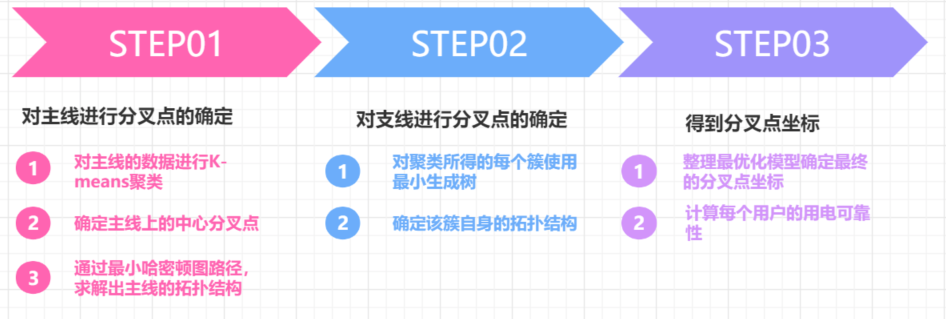 STEP01
对主线进行分叉点的确定
1
对主线的数据进行K-
means聚类
2
确定主线上的中心分叉点
3
通过最小哈密顿图路径,
求解出主线的拓扑结构
STEP02
对支线进行分叉点的确定
1
对聚类所得的每个簇使用
最小生成树
2
确定该簇自身的拓扑结构
STEP03
得到分叉点坐标
1
整理最优化模型确定最终
的分叉点坐标
2
计算每个用户的用电可靠
性